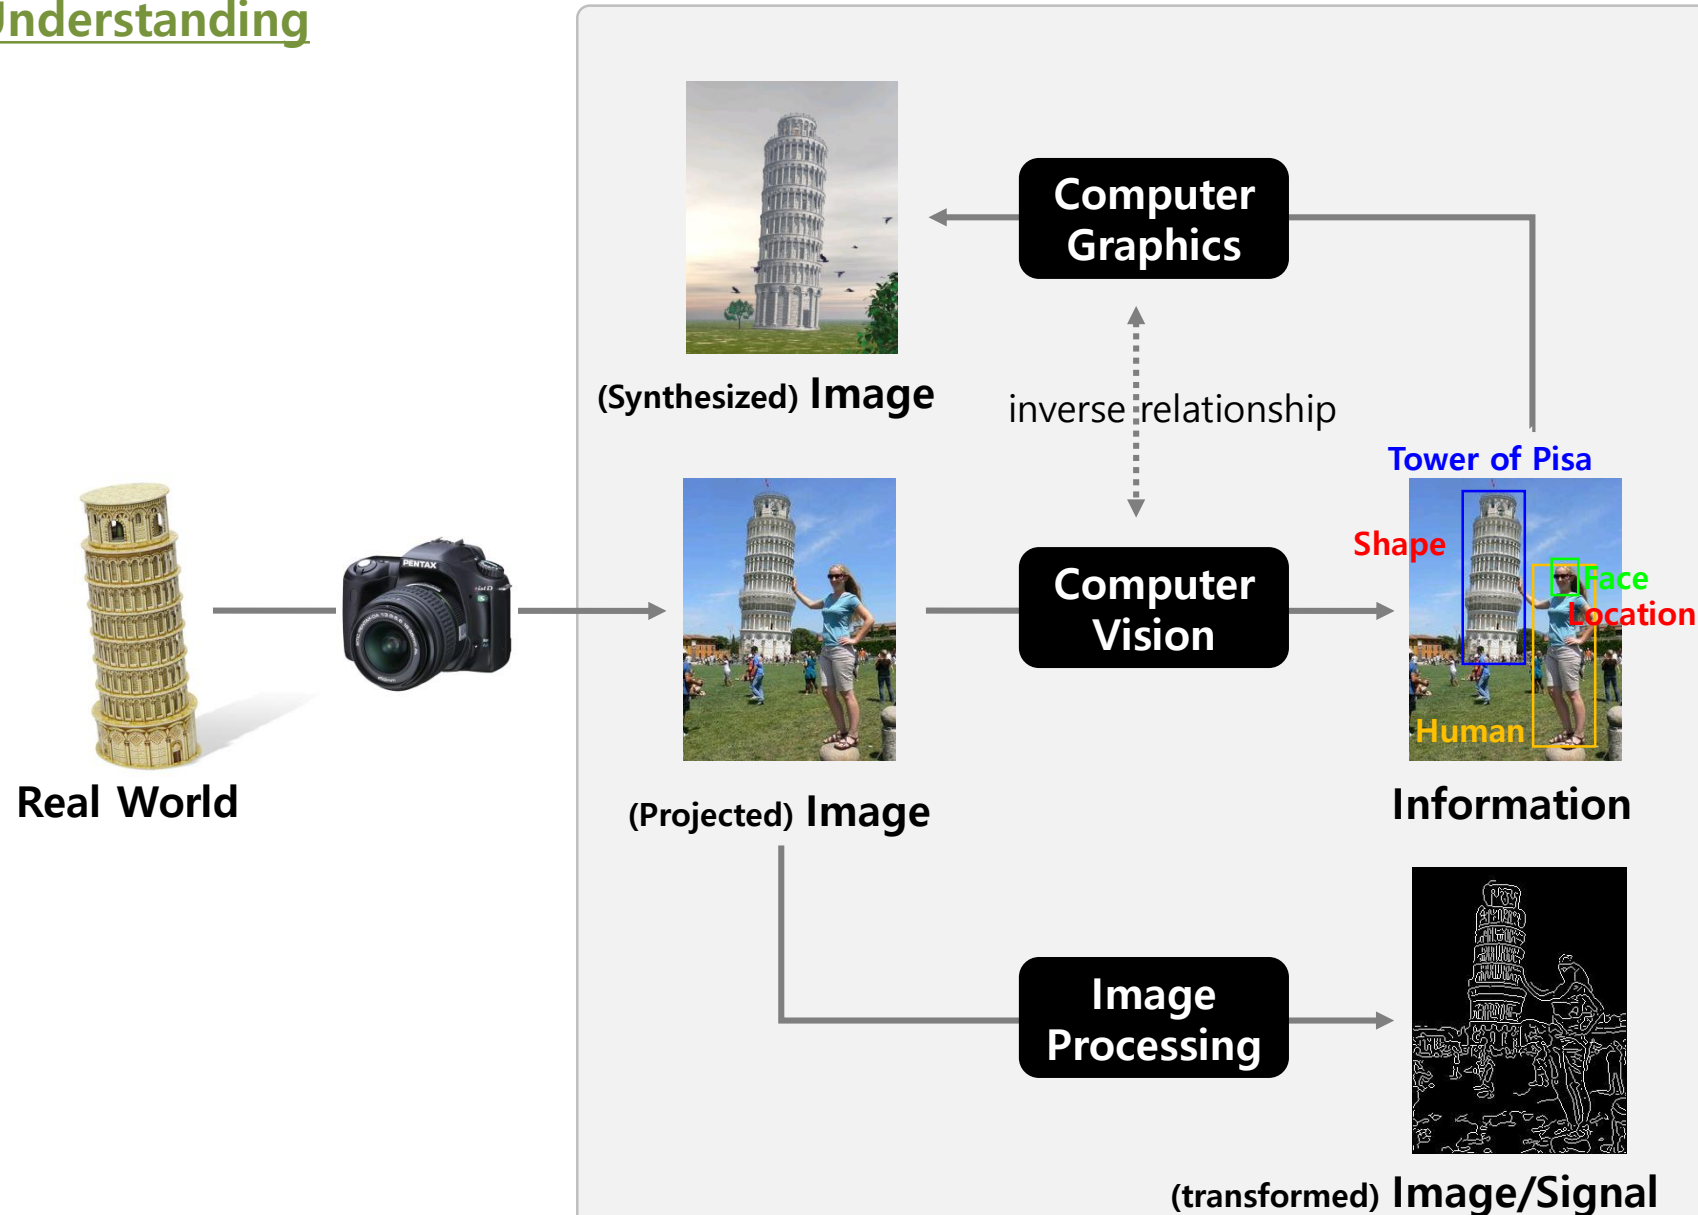 Understanding
Computer
Graphics
(Synthesized) Image
inverse relationship
Tower of Pisa
PENTAX
Shape
Face
Location
Computer
Vision
Human
Real World
(Projected) Image
Information
Image
Processing
(transformed) Image/Signal